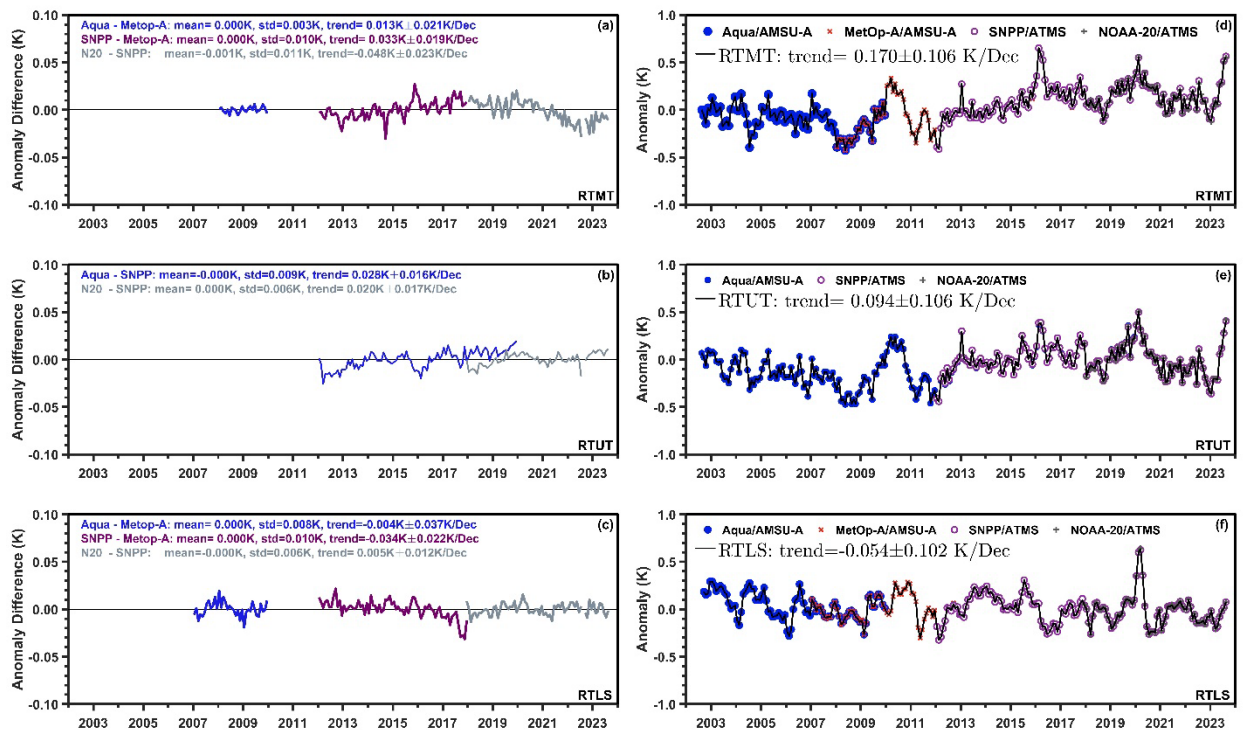 Aqua - Metop-A: mean= 0.000K, std=0.003K, trend= 0.013K±0.021K/Dec
SNPP - Metop-A: mean= 0.000K, std=0.010K, trend= 0.033K±0.019K/Dec
N20 - SNPP: mean=-0.001K, std=0.011K, trend=-0.048K±0.023K/Dec
(a)
Anomaly Difference (K)
0.10
0.05
0.00
-0.05
-0.10
RTMT
2003 2005 2007 2009 2011 2013 2015 2017 2019 2021 2023
(d)
Aqua/AMSU-A MetOp-A/AMSU-A SNPP/ATMS NOAA-20/ATMS
RTMT: trend= 0.170±0.106 K/Dec
Anomaly (K)
1.0
0.5
0.0
-0.5
-1.0
RTMT
2003 2005 2007 2009 2011 2013 2015 2017 2019 2021 2023
Aqua - SNPP: mean=-0.000K, std=0.009K, trend= 0.028K±0.016K/Dec
N20 - SNPP: mean= 0.000K, std=0.006K, trend= 0.020K±0.017K/Dec
(b)
Anomaly Difference (K)
0.10
0.05
0.00
-0.05
-0.10
RTUT
2003 2005 2007 2009 2011 2013 2015 2017 2019 2021 2023
(e)
Aqua/AMSU-A SNPP/ATMS NOAA-20/ATMS
RTUT: trend= 0.094±0.106 K/Dec
Anomaly (K)
1.0
0.5
0.0
-0.5
-1.0
RTUT
2003 2005 2007 2009 2011 2013 2015 2017 2019 2021 2023
Aqua - Metop-A: mean= 0.000K, std=0.008K, trend=-0.004K±0.037K/Dec
SNPP - Metop-A: mean= 0.000K, std=0.010K, trend=-0.034K±0.022K/Dec
N20 - SNPP: mean=-0.000K, std=0.006K, trend= 0.005K±0.012K/Dec
(c)
Anomaly Difference (K)
0.10
0.05
0.00
-0.05
-0.10
RTLS
2003 2005 2007 2009 2011 2013 2015 2017 2019 2021 2023
(f)
Aqua/AMSU-A MetOp-A/AMSU-A SNPP/ATMS NOAA-20/ATMS
RTLS: trend=-0.054±0.102 K/Dec
Anomaly (K)
1.0
0.5
0.0
-0.5
-1.0
RTLS
2003 2005 2007 2009 2011 2013 2015 2017 2019 2021 2023